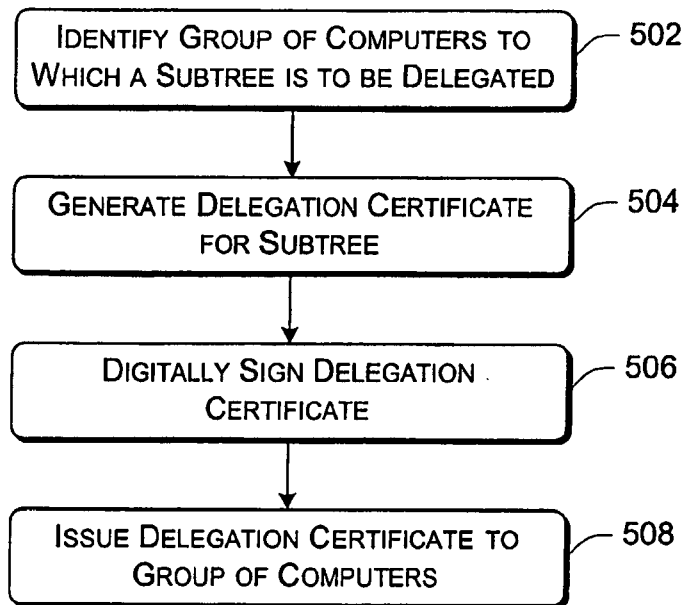 IDENTIFY GROUP OF COMPUTERS TO
WHICH A SUBTREE IS TO BE DELEGATED
502
GENERATE DELEGATION CERTIFICATE
FOR SUBTREE
504
DIGITALLY SIGN DELEGATION
CERTIFICATE
506
ISSUE DELEGATION CERTIFICATE TO
GROUP OF COMPUTERS
508